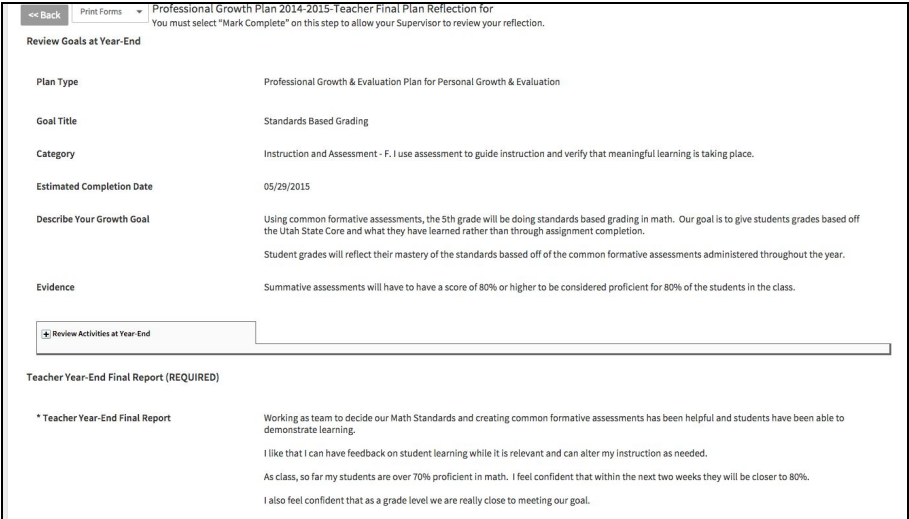 << Back
Print Forms
Professional Growth Plan 2014-2015-Teacher Final Plan Reflection for
You must select “Mark Complete” on this step to allow your Supervisor to review your reflection.
Review Goals at Year-End
Plan Type
Professional Growth & Evaluation Plan for Personal Growth & Evaluation
Goal Title
Standards Based Grading
Category
Instruction and Assessment - F. I use assessment to guide instruction and verify that meaningful learning is taking place.
Estimated Completion Date
05/29/2015
Describe Your Growth Goal
Using common formative assessments, the 5th grade will be doing standards based grading in math. Our goal is to give students grades based off
the Utah State Core and what they have learned rather than through assignment completion.
Student grades will reflect their mastery of the standards bassed off of the common formative assessments administered throughout the year.
Evidence
Summative assessments will have to have a score of 80% or higher to be considered proficient for 80% of the students in the class.
+ Review Activities at Year-End
Teacher Year-End Final Report (REQUIRED)
* Teacher Year-End Final Report
Working as team to decide our Math Standards and creating common formative assessments has been helpful and students have been able to
demonstrate learning.
I like that I can have feedback on student learning while it is relevant and can alter my instruction as needed.
As class, so far my students are over 70% proficient in math. I feel confident that within the next two weeks they will be closer to 80%.
I also feel confident that as a grade level we are really close to meeting our goal.